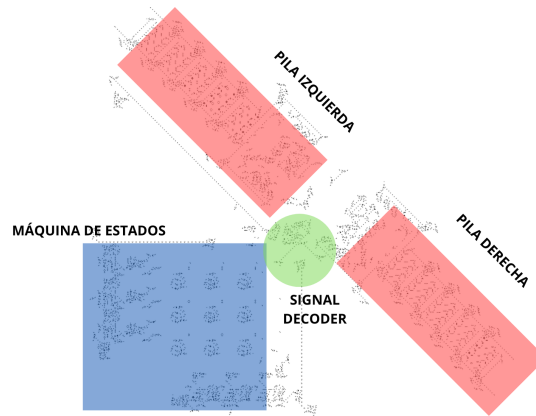 PILA IZQUIERDA
MÁQUINA DE ESTADOS
PILA DERECHA
SIGNAL
DECODER